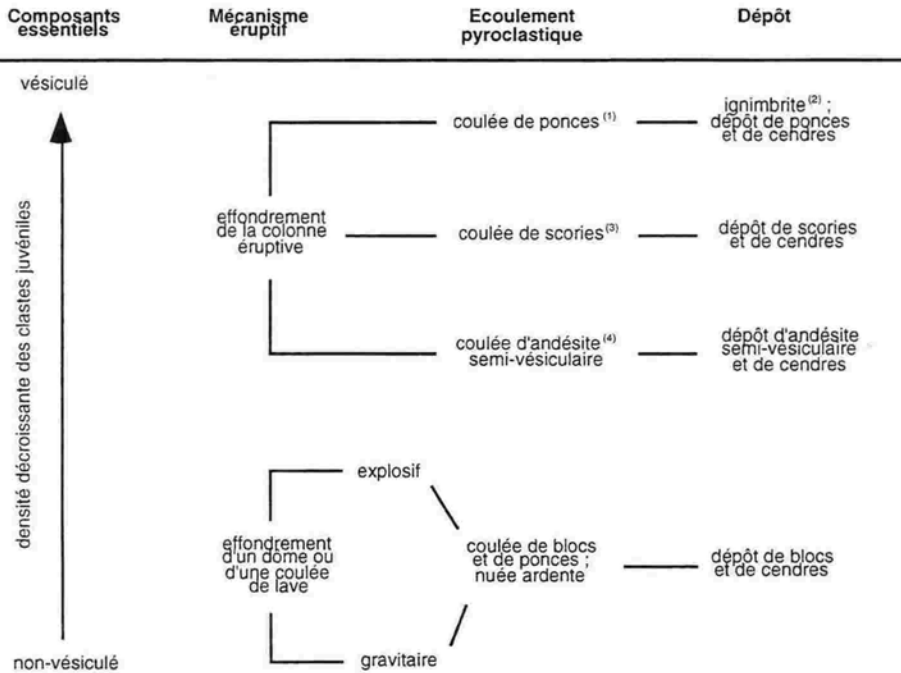 Composants
essentiels
Mécanisme
éruptif
Ecoulement
pyroclastique
Dépôt
vésiculé
densité décroissante des clastes juvéniles
non-vésiculé
effondrement
de la colonne
éruptive
coulée de ponces (1)
ignimbrite (2) ;
dépôt de ponces
et de cendres
coulée de scories (3)
dépôt de scories
et de cendres
coulée d'andésite (4)
semi-vésiculaire
dépôt d'andésite
semi-vésiculaire
et de cendres
effondrement
d'un dôme ou
d'une coulée
de lave
explosif
gravitaire
coulée de blocs
et de ponces ;
nuée ardente
dépôt de blocs
et de cendres